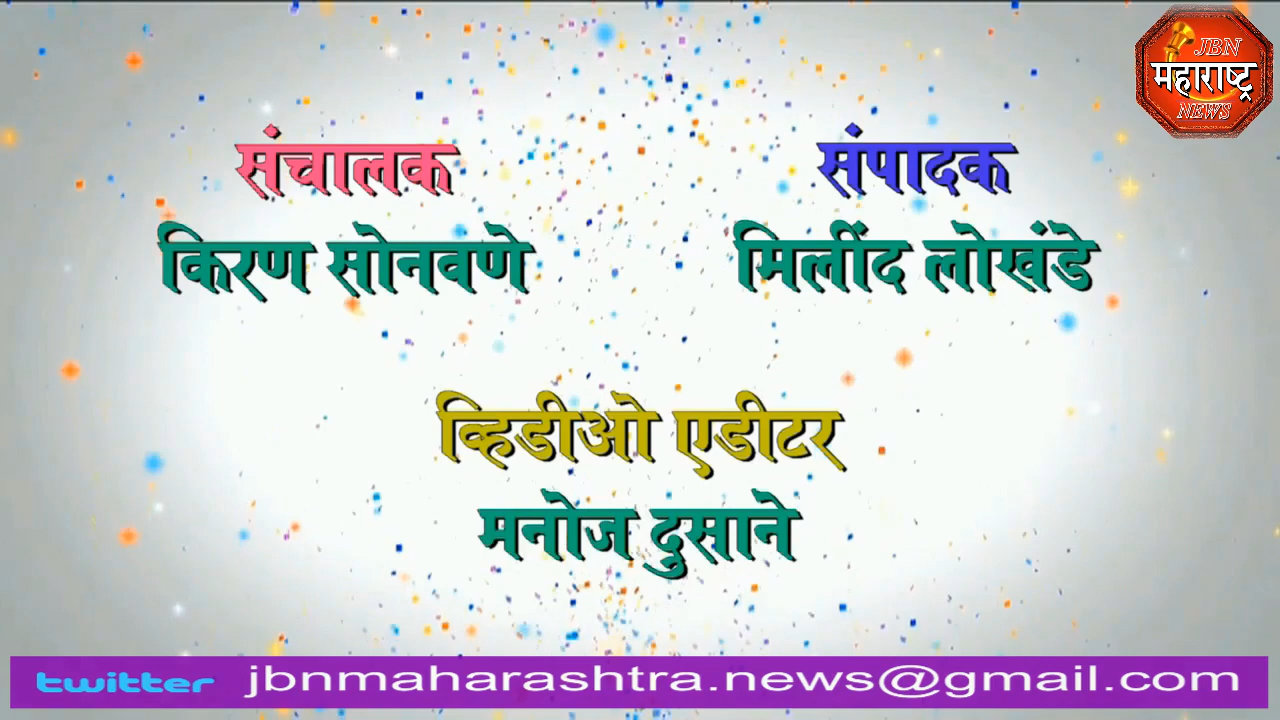 JBN
महाराष्ट्र
NEWS
संचालक
किरण सोनवणे
संपादक
मिलींद लोखंडे
व्हिडीओ एडीटर
मनोज दुसाने
twitter jbnmaharashtra.news@gmail.com